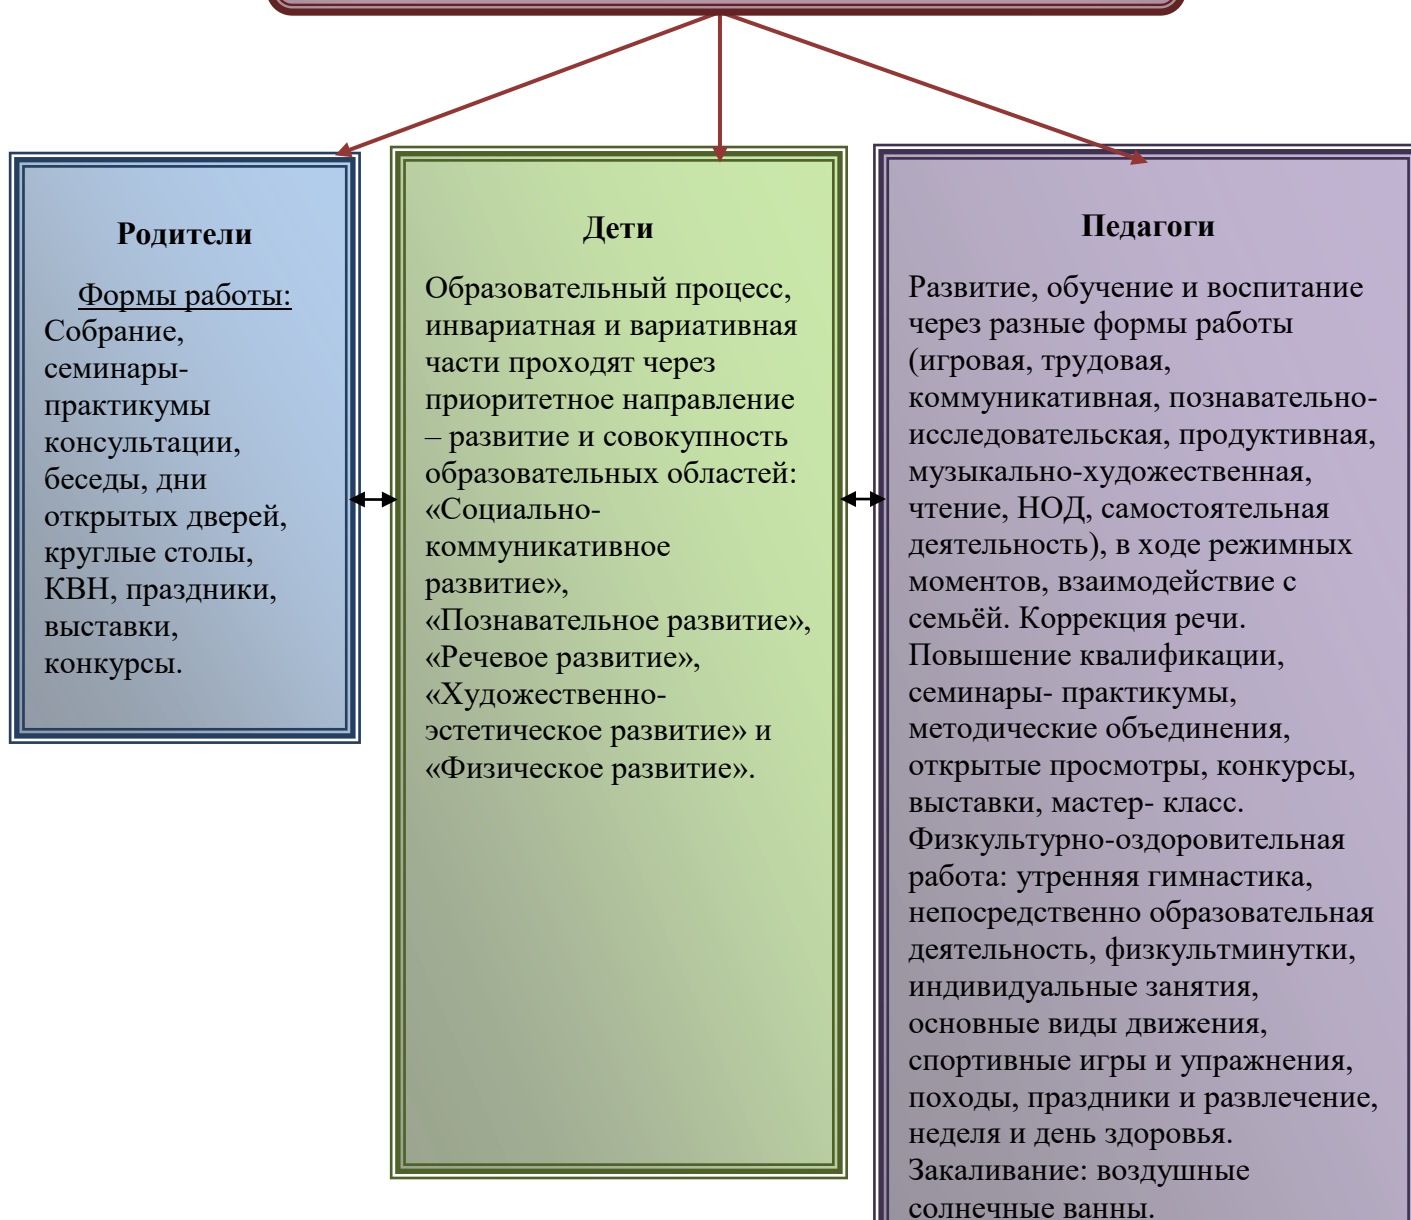 Родители
Формы работы:
Собрание,
семинары-
практикумы
консультации,
беседы, дни
открытых дверей,
круглые столы,
КВН, праздники,
выставки,
конкурсы.
Дети
Образовательный процесс,
инвариатная и вариативная
части проходят через
приоритетное направление
– развитие и совокупность
образовательных областей:
«Социально-
коммуникативное
развитие»,
«Познавательное развитие»,
«Речевое развитие»,
«Художественно-
эстетическое развитие» и
«Физическое развитие».
Педагоги
Развитие, обучение и воспитание
через разные формы работы
(игровая, трудовая,
коммуникативная, познавательно-
исследовательская, продуктивная,
музыкально-художественная,
чтение, НОД, самостоятельная
деятельность), в ходе режимных
моментов, взаимодействие с
семьёй. Коррекция речи.
Повышение квалификации,
семинары- практикумы,
методические объединения,
открытые просмотры, конкурсы,
выставки, мастер- класс.
Физкультурно-оздоровительная
работа: утренняя гимнастика,
непосредственно образовательная
деятельность, физкультминутки,
индивидуальные занятия,
основные виды движения,
спортивные игры и упражнения,
походы, праздники и развлечение,
неделя и день здоровья.
Закаливание: воздушные
солнечные ванны.